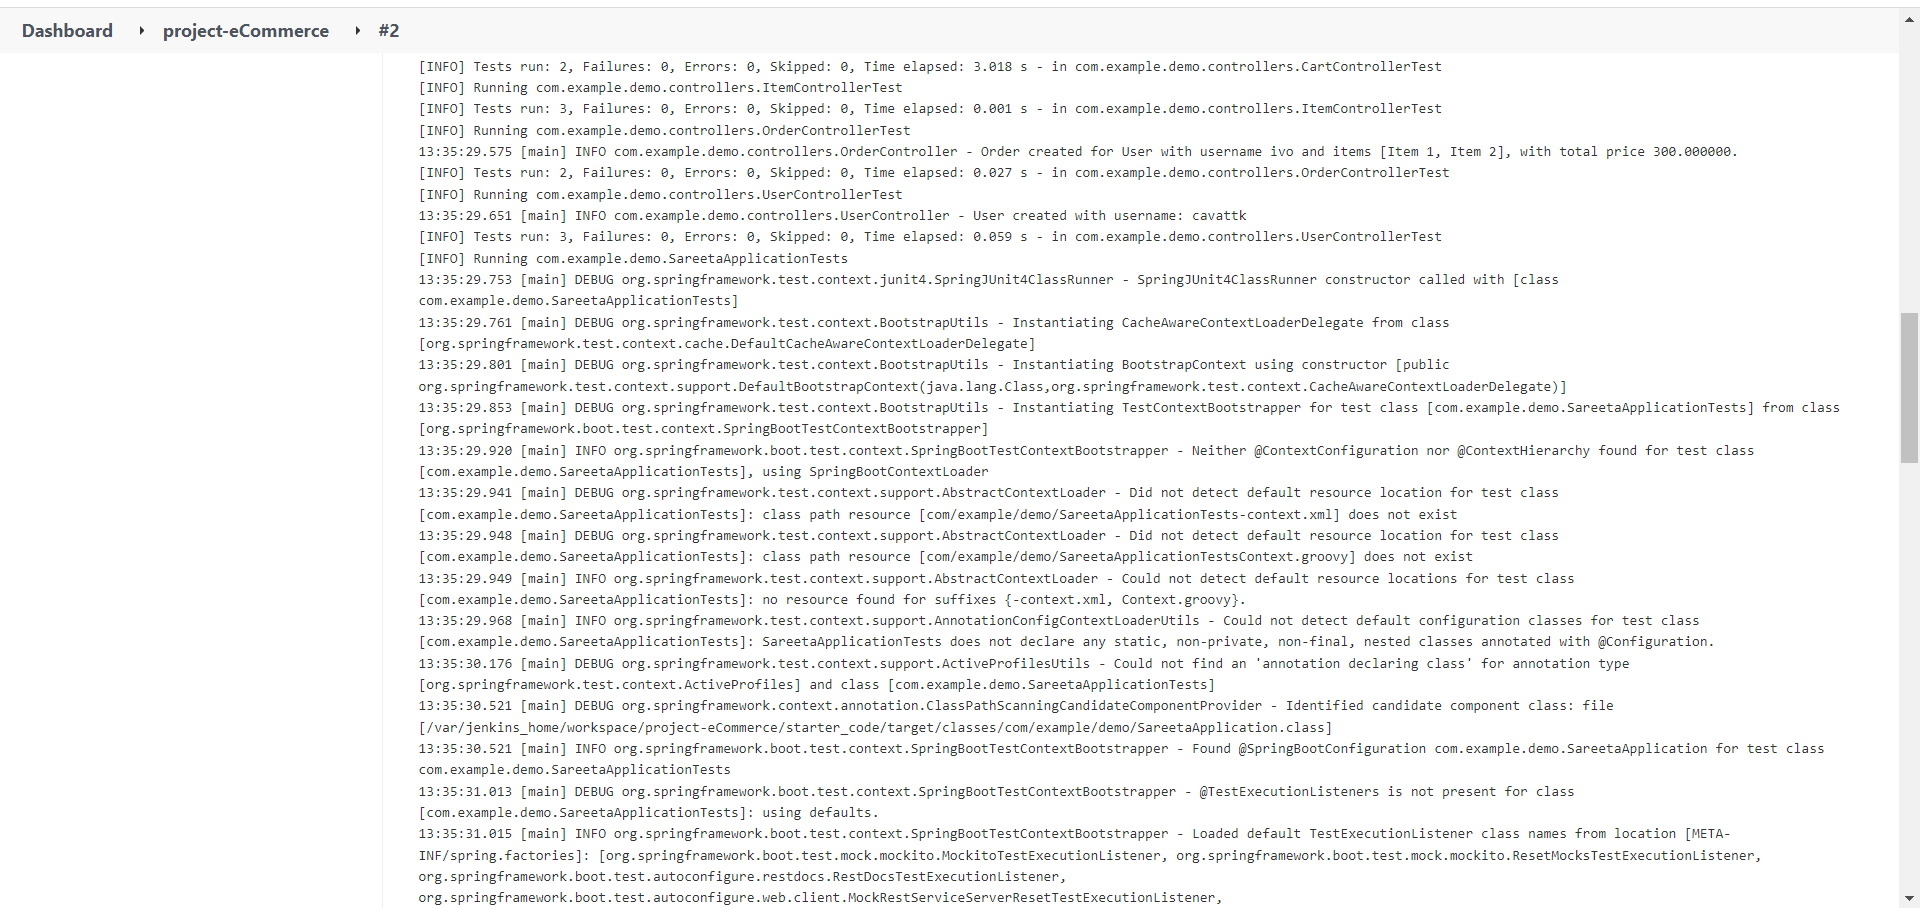 Dashboard project-eCommerce #2
[INFO] Tests run: 2, Failures: 0, Errors: 0, Skipped: 0, Time elapsed: 3.018 s - in com.example.demo.controllers.CartControllerTest
[INFO] Running com.example.demo.controllers.ItemControllerTest
[INFO] Tests run: 3, Failures: 0, Errors: 0, Skipped: 0, Time elapsed: 0.001 s - in com.example.demo.controllers.ItemControllerTest
[INFO] Running com.example.demo.controllers.OrderControllerTest
13:35:29.575 [main] INFO com.example.demo.controllers.OrderController - Order created for User with username ivo and items [Item 1, Item 2], with total price 300.000000.
[INFO] Tests run: 2, Failures: 0, Errors: 0, Skipped: 0, Time elapsed: 0.027 s - in com.example.demo.controllers.OrderControllerTest
[INFO] Running com.example.demo.controllers.UserControllerTest
13:35:29.651 [main] INFO com.example.demo.controllers.UserController - User created with username: cavattk
[INFO] Tests run: 3, Failures: 0, Errors: 0, Skipped: 0, Time elapsed: 0.059 s - in com.example.demo.controllers.UserControllerTest
[INFO] Running com.example.demo.SareetaApplicationTests
13:35:29.753 [main] DEBUG org.springframework.test.context.junit4.SpringJUnit4ClassRunner - SpringJUnit4ClassRunner constructor called with [class
com.example.demo.SareetaApplicationTests]
13:35:29.761 [main] DEBUG org.springframework.test.context.BootstrapUtils - Instantiating CacheAwareContextLoaderDelegate from class
[org.springframework.test.context.cache.DefaultCacheAwareContextLoaderDelegate]
13:35:29.801 [main] DEBUG org.springframework.test.context.BootstrapUtils - Instantiating BootstrapContext using constructor [public
org.springframework.test.context.support.DefaultBootstrapContext(java.lang.Class,org.springframework.test.context.CacheAwareContextLoaderDelegate)]
13:35:29.853 [main] DEBUG org.springframework.test.context.BootstrapUtils - Instantiating TestContextBootstrapper for test class [com.example.demo.SareetaApplicationTests] from class
[org.springframework.boot.test.context.SpringBootTestContextBootstrapper]
13:35:29.920 [main] INFO org.springframework.boot.test.context.SpringBootTestContextBootstrapper - Neither @ContextConfiguration nor @ContextHierarchy found for test class
[com.example.demo.SareetaApplicationTests], using SpringBootContextLoader
13:35:29.941 [main] DEBUG org.springframework.test.context.support.AbstractContextLoader - Did not detect default resource location for test class
[com.example.demo.SareetaApplicationTests]: class path resource [com/example/demo/SareetaApplicationTests-context.xml] does not exist
13:35:29.948 [main] DEBUG org.springframework.test.context.support.AbstractContextLoader - Did not detect default resource location for test class
[com.example.demo.SareetaApplicationTests]: class path resource [com/example/demo/SareetaApplicationTestsContext.groovy] does not exist
13:35:29.949 [main] INFO org.springframework.test.context.support.AbstractContextLoader - Could not detect default resource locations for test class
[com.example.demo.SareetaApplicationTests]: no resource found for suffixes {-context.xml, Context.groovy}.
13:35:29.968 [main] INFO org.springframework.test.context.support.AnnotationConfigContextLoaderUtils - Could not detect default configuration classes for test class
[com.example.demo.SareetaApplicationTests]: SareetaApplicationTests does not declare any static, non-private, non-final, nested classes annotated with @Configuration.
13:35:30.176 [main] DEBUG org.springframework.test.context.support.ActiveProfilesUtils - Could not find an 'annotation declaring class' for annotation type
[org.springframework.test.context.ActiveProfiles] and class [com.example.demo.SareetaApplicationTests]
13:35:30.521 [main] DEBUG org.springframework.context.annotation.ClassPathScanningCandidateComponentProvider - Identified candidate component class: file
[/var/jenkins_home/workspace/project-eCommerce/starter_code/target/classes/com/example/demo/SareetaApplication.class]
13:35:30.521 [main] INFO org.springframework.boot.test.context.SpringBootTestContextBootstrapper - Found @SpringBootConfiguration com.example.demo.SareetaApplication for test class
com.example.demo.SareetaApplicationTests
13:35:31.013 [main] DEBUG org.springframework.boot.test.context.SpringBootTestContextBootstrapper - @TestExecutionListeners is not present for class
[com.example.demo.SareetaApplicationTests]: using defaults.
13:35:31.015 [main] INFO org.springframework.boot.test.context.SpringBootTestContextBootstrapper - Loaded default TestExecutionListener class names from location [META-
INF/spring.factories]: [org.springframework.boot.test.mock.mockito.MockitoTestExecutionListener, org.springframework.boot.test.mock.mockito.ResetMocksTestExecutionListener,
org.springframework.boot.test.autoconfigure.restdocs.RestDocsTestExecutionListener,
org.springframework.boot.test.autoconfigure.web.client.MockRestServiceServerResetTestExecutionListener,